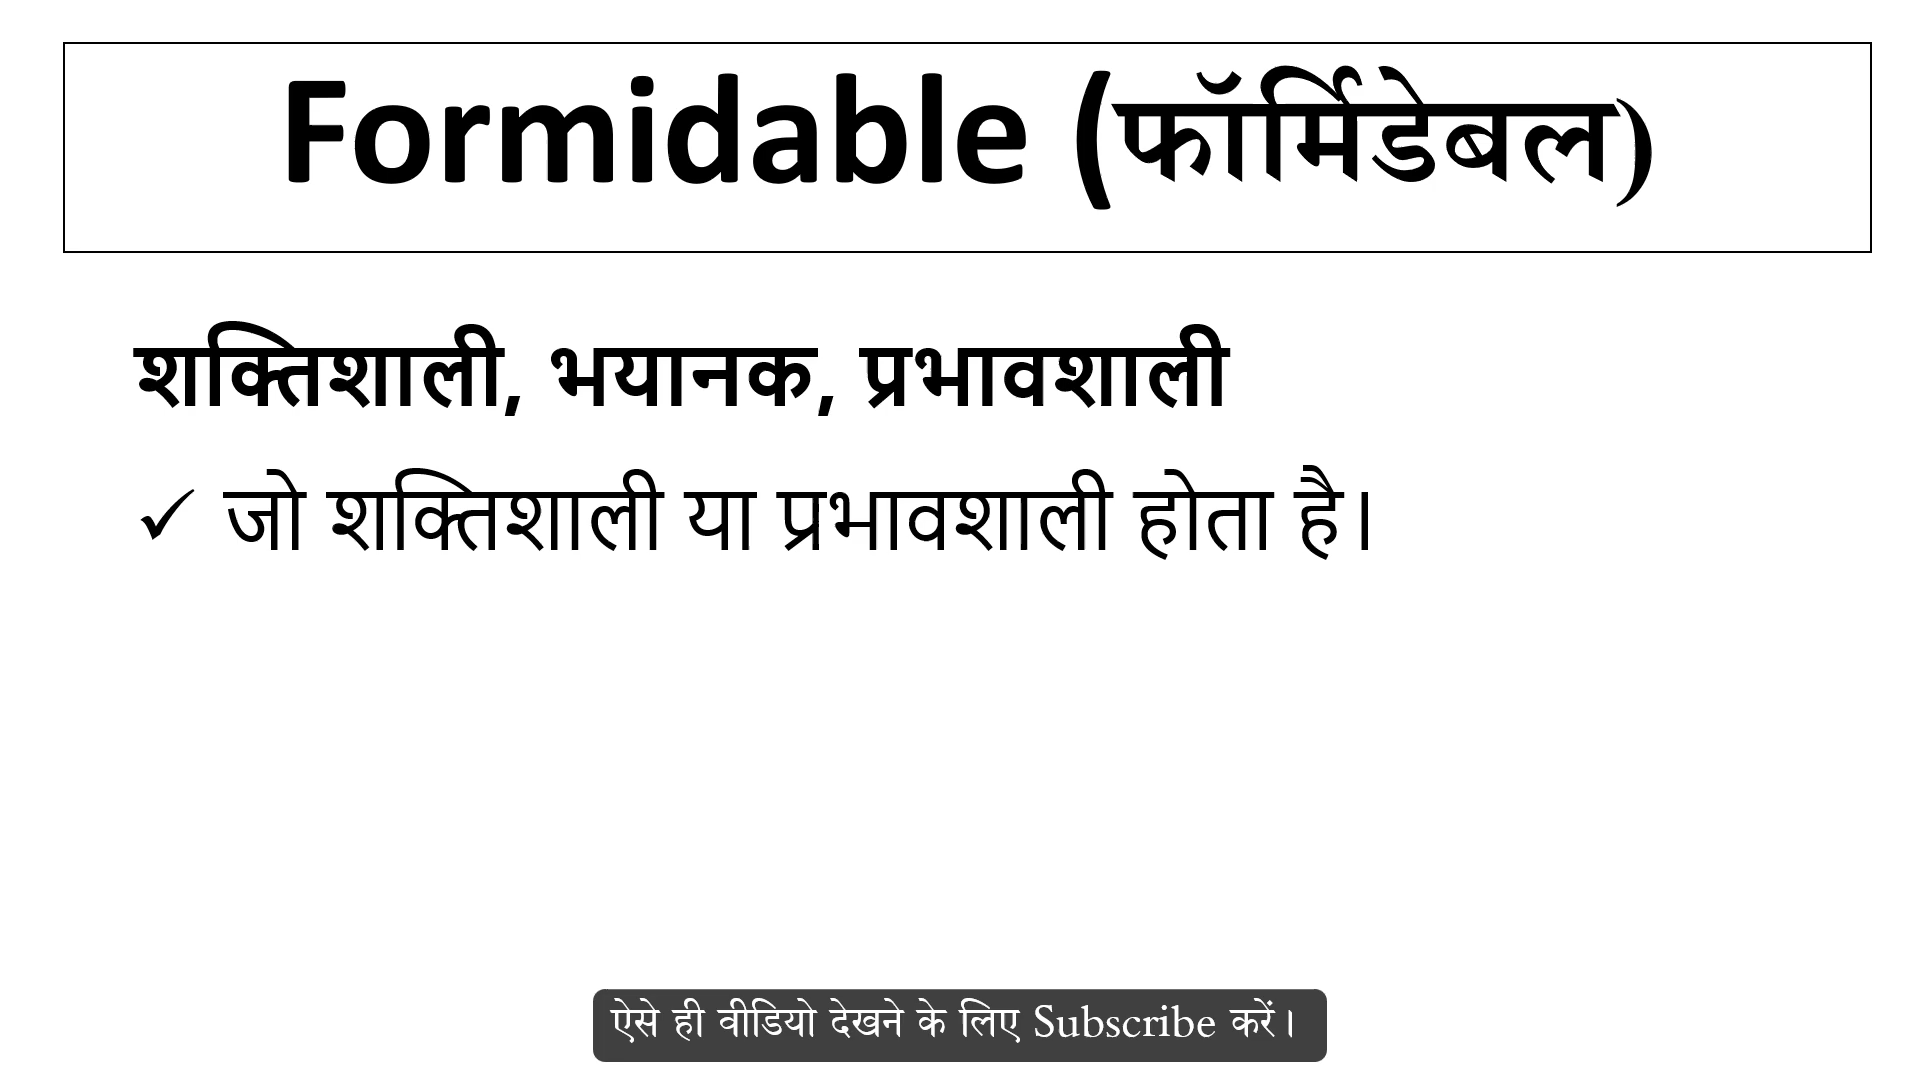 Formidable (फॉर्मिडेबल)
शक्तिशाली, भयानक, प्रभावशाली
✓ जो शक्तिशाली या प्रभावशाली होता है।
ऐसे ही वीडियो देखने के लिए Subscribe करें।